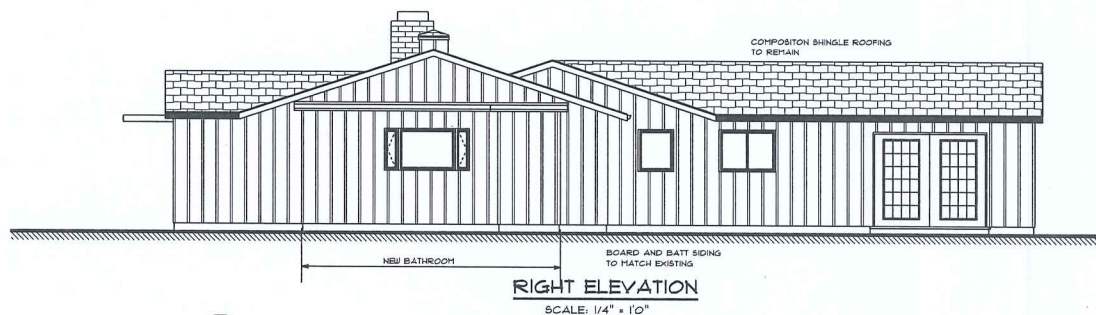 COMPOSITON SHINGLE ROOFING
TO REMAIN
NEW BATHROOM
BOARD AND BATT SIDING
TO MATCH EXISTING
RIGHT ELEVATION
SCALE: 1/4" = 1'0"